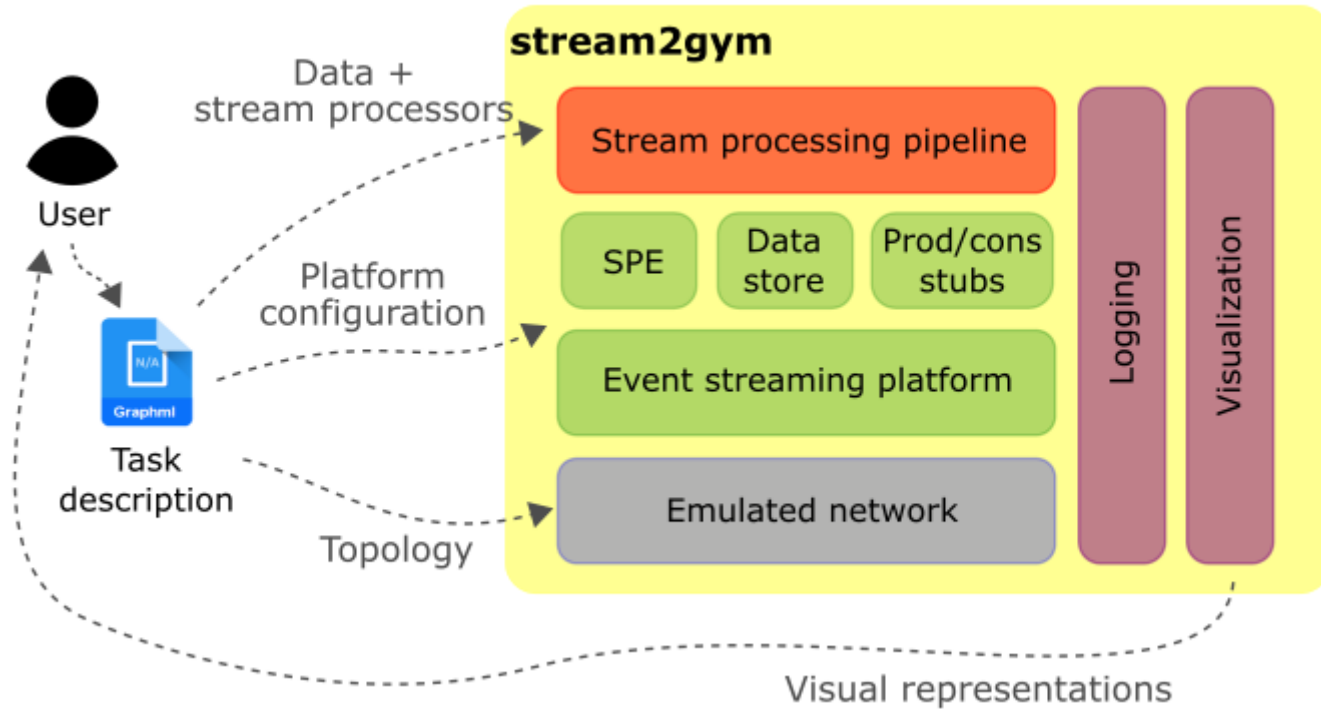 stream2gym
Data +
stream processors
Stream processing pipeline
User
SPE
Data
store
Prod/cons
stubs
Platform
configuration
Event streaming platform
N/A
Graphml
Task
description
Topology
Emulated network
Logging
Visualization
Visual representations